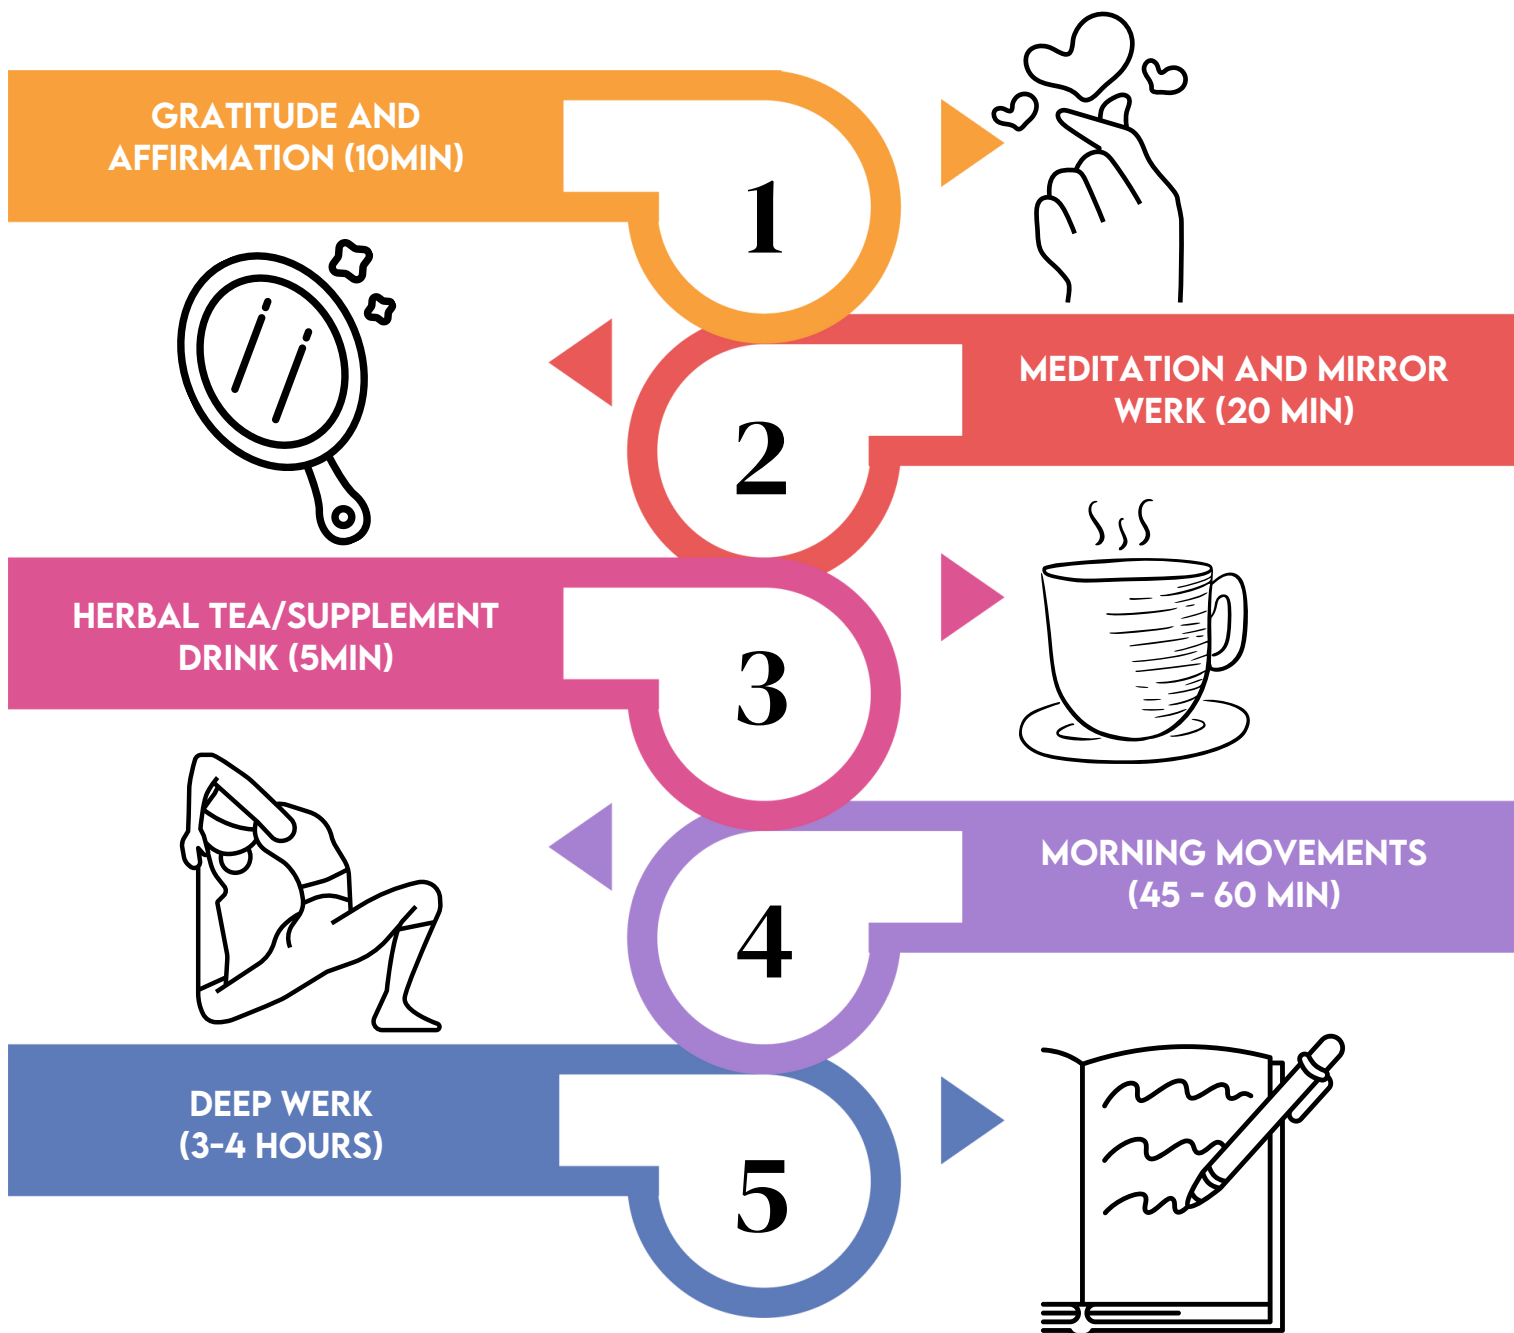 GRATITUDE AND
AFFIRMATION (10MIN)
1
MEDITATION AND MIRROR
WERK (20 MIN)
2
HERBAL TEA/SUPPLEMENT
DRINK (5MIN)
3
MORNING MOVEMENTS
(45 - 60 MIN)
4
DEEP WERK
(3-4 HOURS)
5